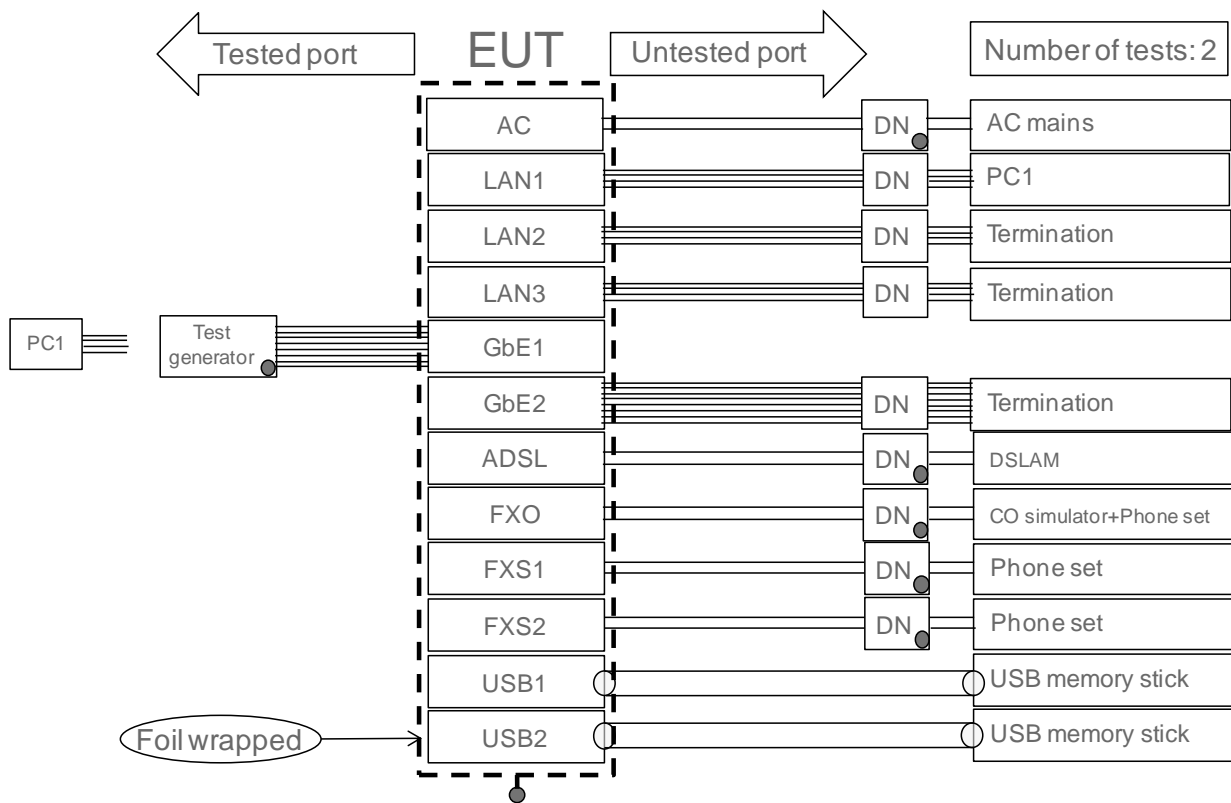 Tested port
EUT
Untested port
Number of tests: 2
AC
DN
AC mains
LAN1
DN
PC1
LAN2
DN
Termination
LAN3
DN
Termination
PC1
Test
generator
GbE1
GbE2
DN
Termination
ADSL
DN
DSLAM
FXO
DN
CO simulator+Phone set
FXS1
DN
Phone set
FXS2
DN
Phone set
USB1
USB memory stick
Foil wrapped
USB2
USB memory stick